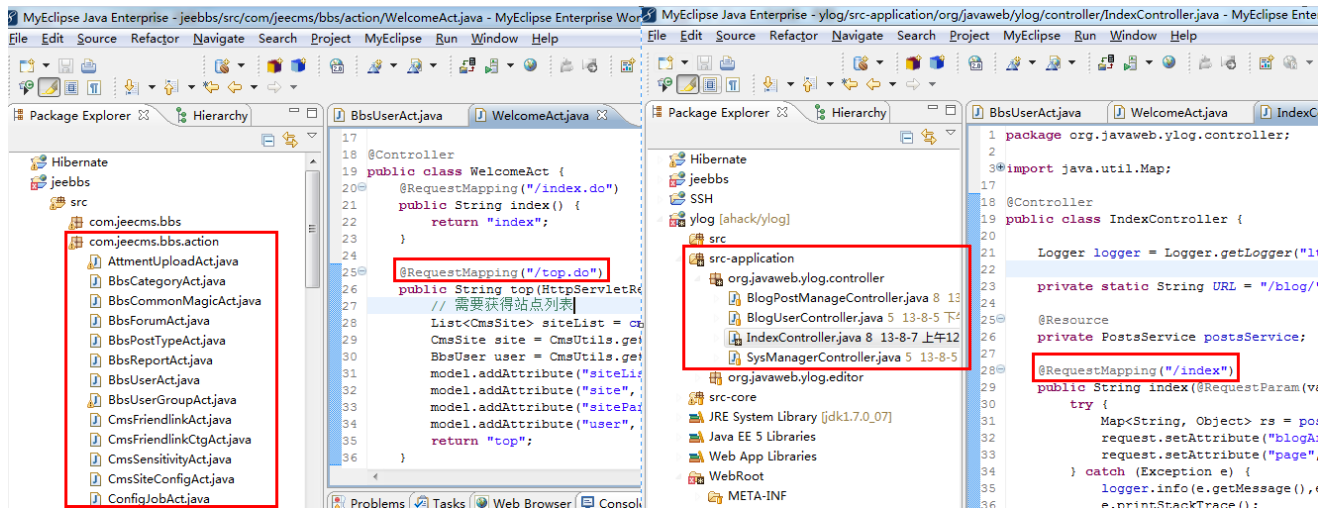 MyEclipse Java Enterprise - jeebbs/src/com/jeecms/bbs/action/WelcomeAct.java - MyEclipse Enterprise Wor
File Edit Source Refactor Navigate Search Project MyEclipse Run Window Help
Package Explorer Hierarchy
Hibernate
jeebbs
src
com.jeecms.bbs
com.jeecms.bbs.action
AttmentUploadAct.java
BbsCategoryAct.java
BbsCommonMagicAct.java
BbsForumAct.java
BbsPostTypeAct.java
BbsReportAct.java
BbsUserAct.java
BbsUserGroupAct.java
CmsFriendlinkAct.java
CmsFriendlinkCtgAct.java
CmsSensitivityAct.java
CmsSiteConfigAct.java
ConfigJobAct.java
BbsUserAct.java WelcomeAct.java
17
18 @Controller
19 public class WelcomeAct {
20 @RequestMapping("/index.do")
21 public String index() {
22 return "index";
23 }
24
25 @RequestMapping("/top.do")
26 public String top(HttpServletRe
27 // 需要获得站点列表
28 List<CmsSite> siteList = cm
29 CmsSite site = CmsUtils.get
30 BbsUser user = CmsUtils.get
31 model.addAttribute("siteLis
32 model.addAttribute("site",
33 model.addAttribute("sitePar
34 model.addAttribute("user",
35 return "top";
36 }
Problems Tasks Web Browser Consol
MyEclipse Java Enterprise - ylog/src-application/org/javaweb/ylog/controller/IndexController.java - MyEclipse Ente
File Edit Source Refactor Navigate Search Project MyEclipse Run Window Help
Package Explorer Hierarchy
Hibernate
jeebbs
SSH
ylog [ahack/ylog]
src
src-application
org.javaweb.ylog.controller
BlogPostManageController.java 8 13
BlogUserController.java 5 13-8-5 下午
IndexController.java 8 13-8-7 上午12
SysManagerController.java 5 13-8-5
org.javaweb.ylog.editor
src-core
JRE System Library [jdk1.7.0_07]
Java EE 5 Libraries
Web App Libraries
WebRoot
META-INF
BbsUserAct.java WelcomeAct.java IndexC
1 package org.javaweb.ylog.controller;
2
3 import java.util.Map;
17
18 @Controller
19 public class IndexController {
20
21 Logger logger = Logger.getLogger("lt
22
23 private static String URL = "/blog/"
24
25 @Resource
26 private PostsService postsService;
27
28 @RequestMapping("/index")
29 public String index(@RequestParam(va
30 try {
31 Map<String, Object> rs = pos
32 request.setAttribute("blogAr
33 request.setAttribute("page",
34 } catch (Exception e) {
35 logger.info(e.getMessage(),e
36 e.printStackTrace();